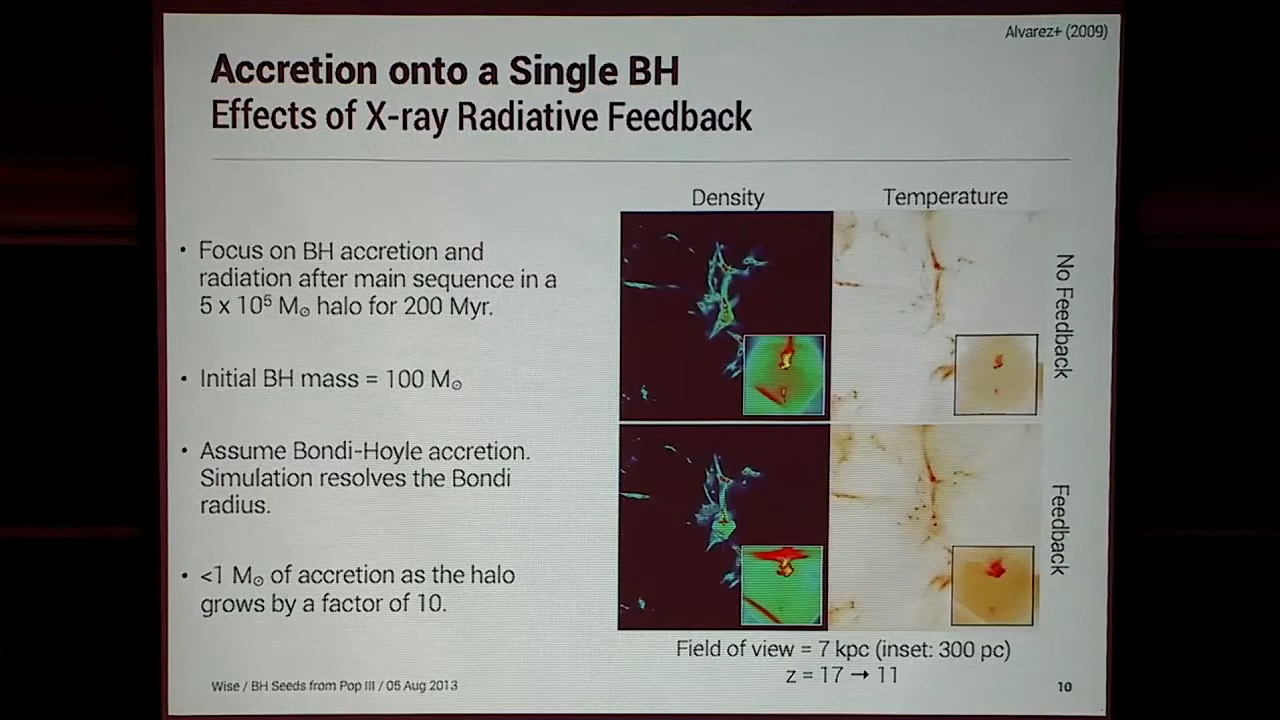 Alvarez+ (2009)
Accretion onto a Single BH
Effects of X-ray Radiative Feedback
Density
Temperature
• Focus on BH accretion and
radiation after main sequence in a
5 x 10⁵ M☉ halo for 200 Myr.
• Initial BH mass = 100 M☉
• Assume Bondi-Hoyle accretion.
Simulation resolves the Bondi
radius.
• <1 M☉ of accretion as the halo
grows by a factor of 10.
No Feedback
Feedback
Field of view = 7 kpc (inset: 300 pc)
z = 17 → 11
Wise / BH Seeds from Pop III / 05 Aug 2013
10